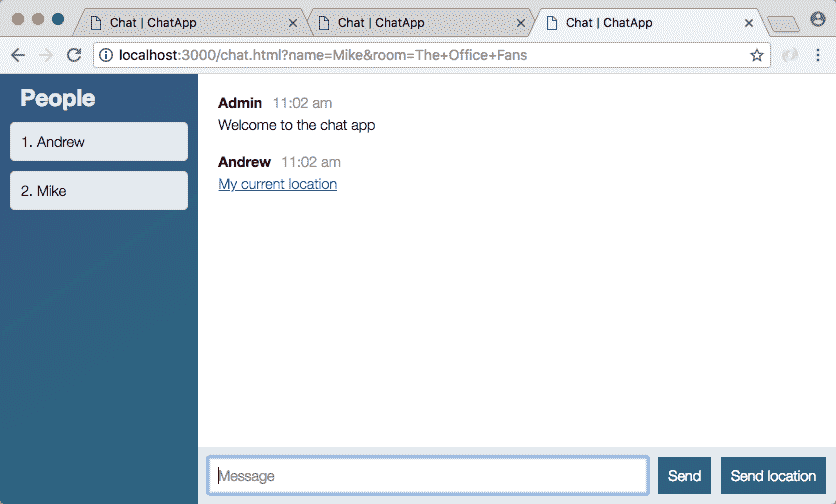 Chat | ChatApp
Chat | ChatApp
Chat | ChatApp
localhost:3000/chat.html?name=Mike&room=The+Office+Fans
People
1. Andrew
2. Mike
Admin 11:02 am
Welcome to the chat app
Andrew 11:02 am
My current location
Message
Send
Send location